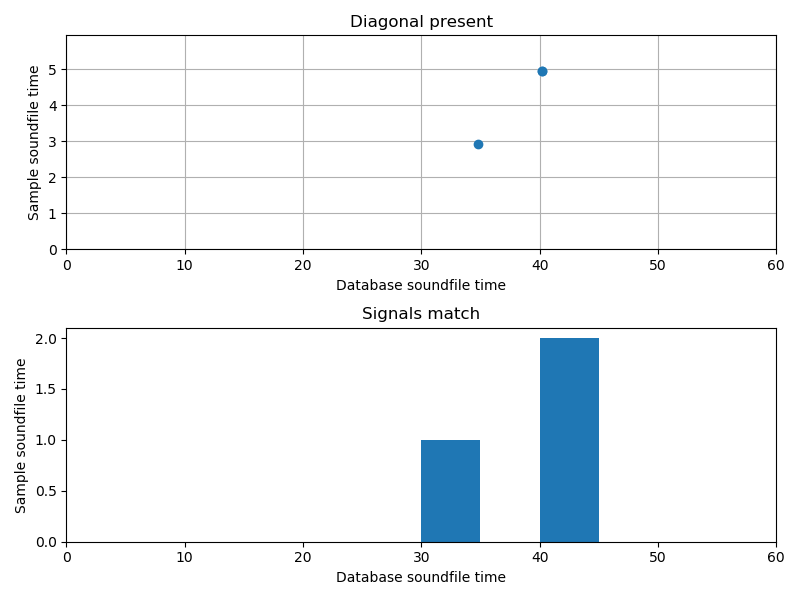 Diagonal present
Sample soundfile time
5
4
3
2
1
0
0 10 20 30 40 50 60
Database soundfile time
Signals match
Sample soundfile time
2.0
1.5
1.0
0.5
0.0
0 10 20 30 40 50 60
Database soundfile time